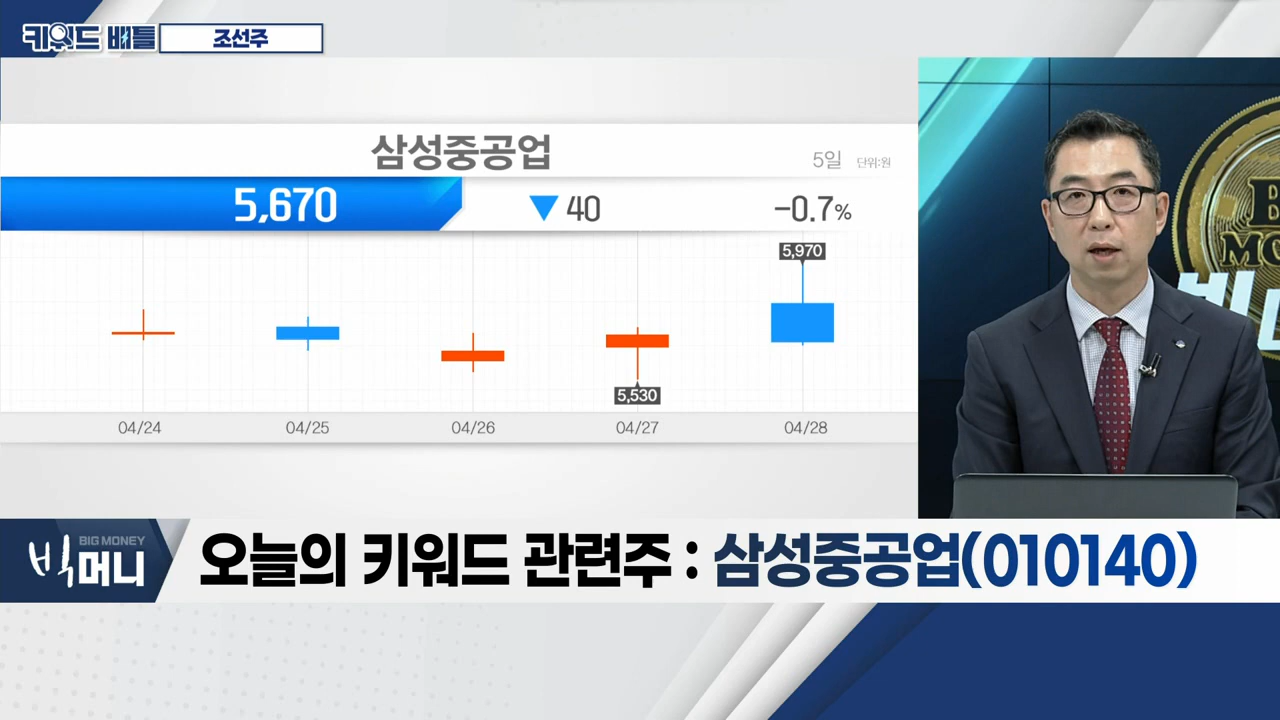 키워드 배틀
조선주
삼성중공업
5일 단위:원
5,670 ▼ 40 -0.7%
5,970
5,530
04/24 04/25 04/26 04/27 04/28
BIG MONEY
빅머니
오늘의 키워드 관련주 : 삼성중공업(010140)